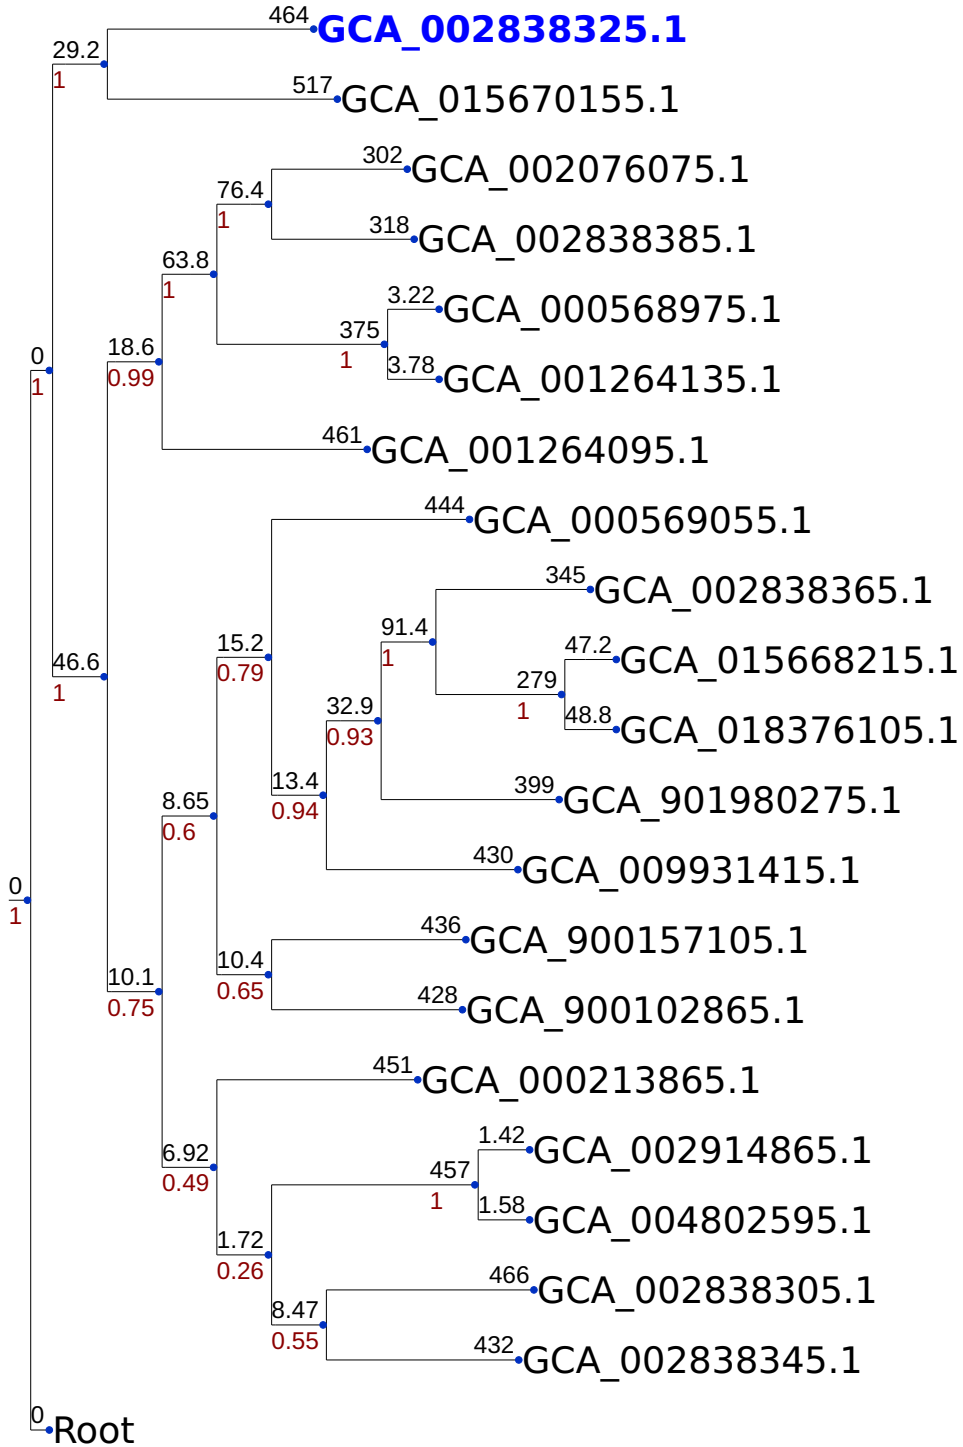 464
GCA_002838325.1
29.2
1
517
GCA_015670155.1
302
GCA_002076075.1
76.4
1
318
GCA_002838385.1
63.8
1
3.22
GCA_000568975.1
375
1
3.78
GCA_001264135.1
18.6
0.99
0
1
461
GCA_001264095.1
444
GCA_000569055.1
345
GCA_002838365.1
91.4
1
15.2
0.79
47.2
GCA_015668215.1
46.6
1
279
1
48.8
GCA_018376105.1
32.9
0.93
13.4
0.94
399
GCA_901980275.1
8.65
0.6
430
GCA_009931415.1
0
1
436
GCA_900157105.1
10.4
0.65
10.1
0.75
428
GCA_900102865.1
451
GCA_000213865.1
1.42
GCA_002914865.1
6.92
0.49
457
1
1.58
GCA_004802595.1
1.72
0.26
466
GCA_002838305.1
8.47
0.55
432
GCA_002838345.1
0
Root